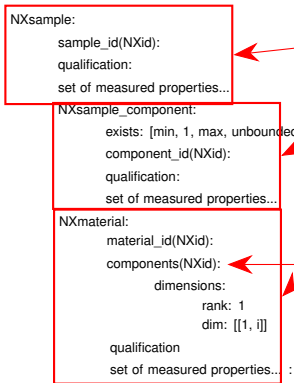 NXsample:
sample_id(NXid):
qualification:
set of measured properties...
NXsample_component:
exists: [min, 1, max, unbounded
component_id(NXid):
qualification:
set of measured properties...
NXmaterial:
material_id(NXid):
components(NXid):
dimensions:
rank: 1
dim: [[1, i]]
qualification
set of measured properties... :